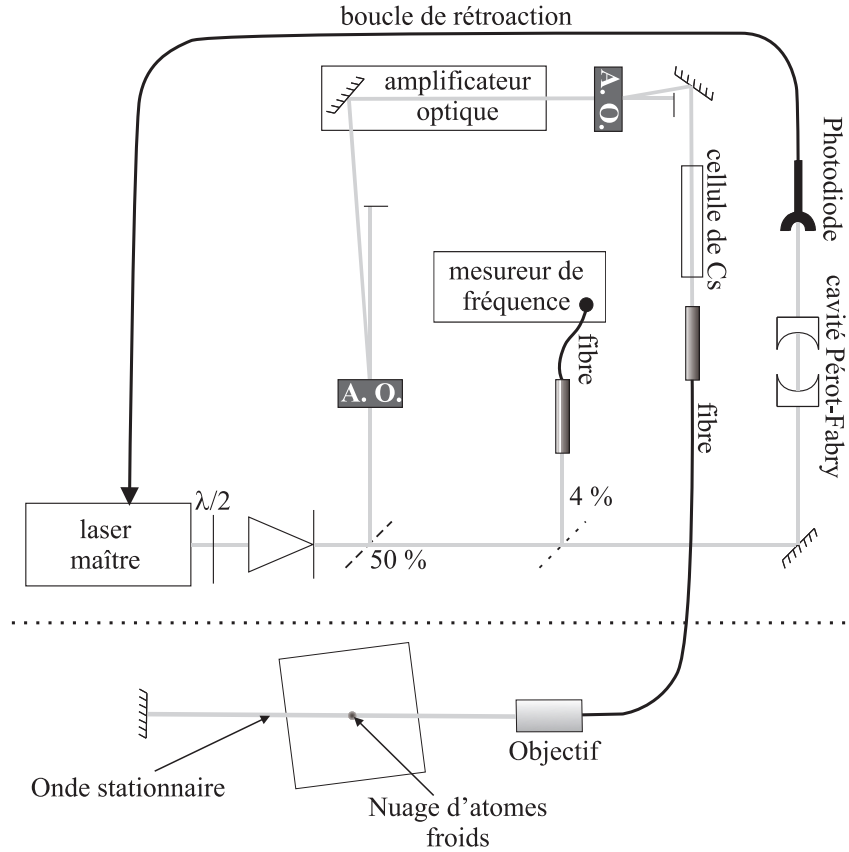 boucle de rétroaction
amplificateur
optique
A. O.
Photodiode
cellule de Cs
mesureur de
fréquence
fibre
cavité Pérot-Fabry
A. O.
fibre
λ/2
4 %
laser
maître
50 %
Objectif
Onde stationnaire
Nuage d'atomes
froids